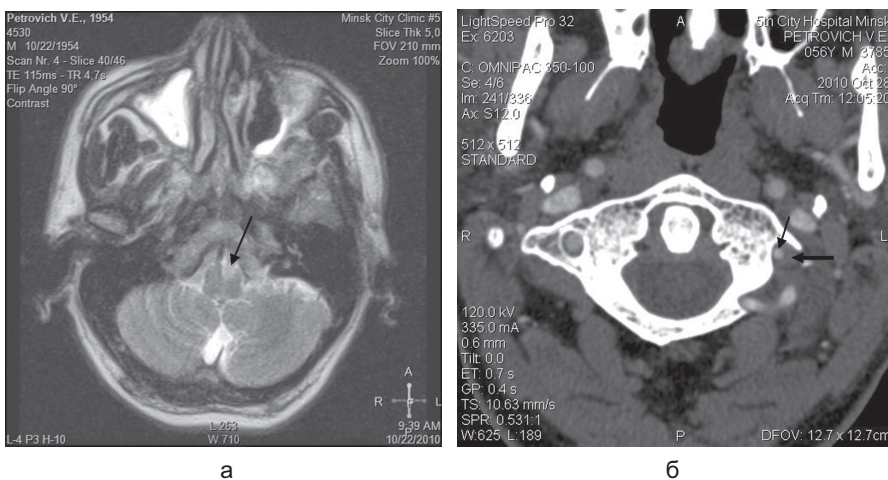 Petrovich V.E., 1954
4530
M 10/22/1954
Scan Nr. 4 - Slice 40/46
TE 115ms - TR 4,7s
Flip Angle 90°
Contrast
Minsk City Clinic #5
Slice Thk 5,0
FOV 210 mm
Zoom 100%
A
R
L
P
L 263
W 710
L-4 P3 H-10
9:39 AM
10/22/2010
а
LightSpeed Pro 32
Ex: 6203
C: OMNIPAC 350-100
Se: 4/6
Im: 241/336
Ax: S12.0
512 x 512
STANDARD
A
5th City Hospital Minsk
PETROVICH V.E
056Y M 3785
Acc:
2010 Oct 28
Acq Tm: 12:05:20
R
L
120.0 kV
335.0 mA
0.6 mm
Tilt: 0.0
ET: 0.7 s
GP: 0.4 s
TS: 10.63 mm/s
SPR: 0.531:1
W:625 L:189
P
DFOV: 12.7 x 12.7cm
б